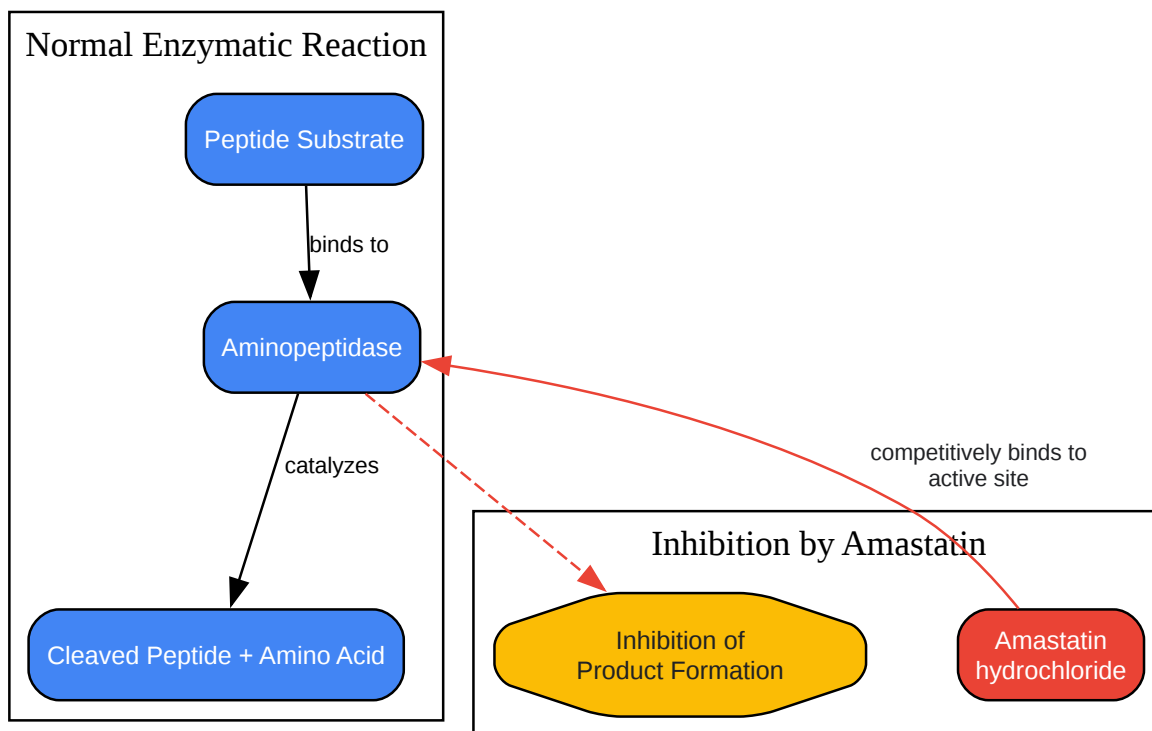 Normal Enzymatic Reaction
Peptide Substrate
binds to
Aminopeptidase
catalyzes
Cleaved Peptide + Amino Acid
competitively binds to
active site
Inhibition by Amastatin
Inhibition of
Product Formation
Amastatin
hydrochloride